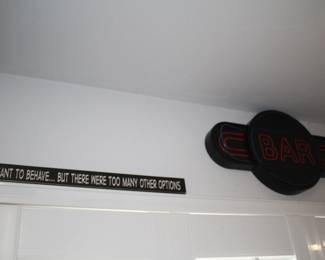 ANT TO BEHAVE... BUT THERE WERE TOO MANY OTHER OPTIONS
BAR